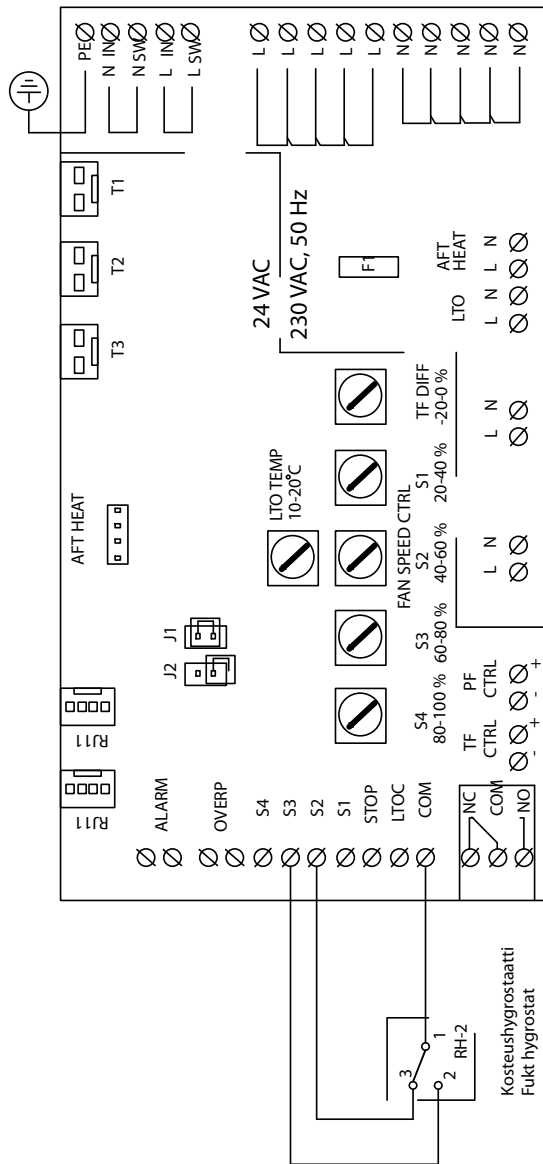 PE
N IN
N SW
L IN
L SW
L
L
L
L
L
N
N
N
N
N
T1
T2
T3
24 VAC
230 VAC, 50 Hz
F1
AFT HEAT
LTO TEMP
10-20°C
J1
J2
FAN SPEED CTRL
S4
80-100 %
S3
60-80 %
S2
40-60 %
S1
20-40 %
TF DIFF
-20-0 %
RJ11
RJ11
ALARM
OVERP
S4
S3
S2
S1
STOP
LTOC
COM
NC
COM
NO
TF
CTRL
- +
PF
CTRL
- +
L N
L N
LTO
L N
AFT
HEAT
L N
3
1
2
RH-2
Kosteushygrostaatti
Fukt hygrostat